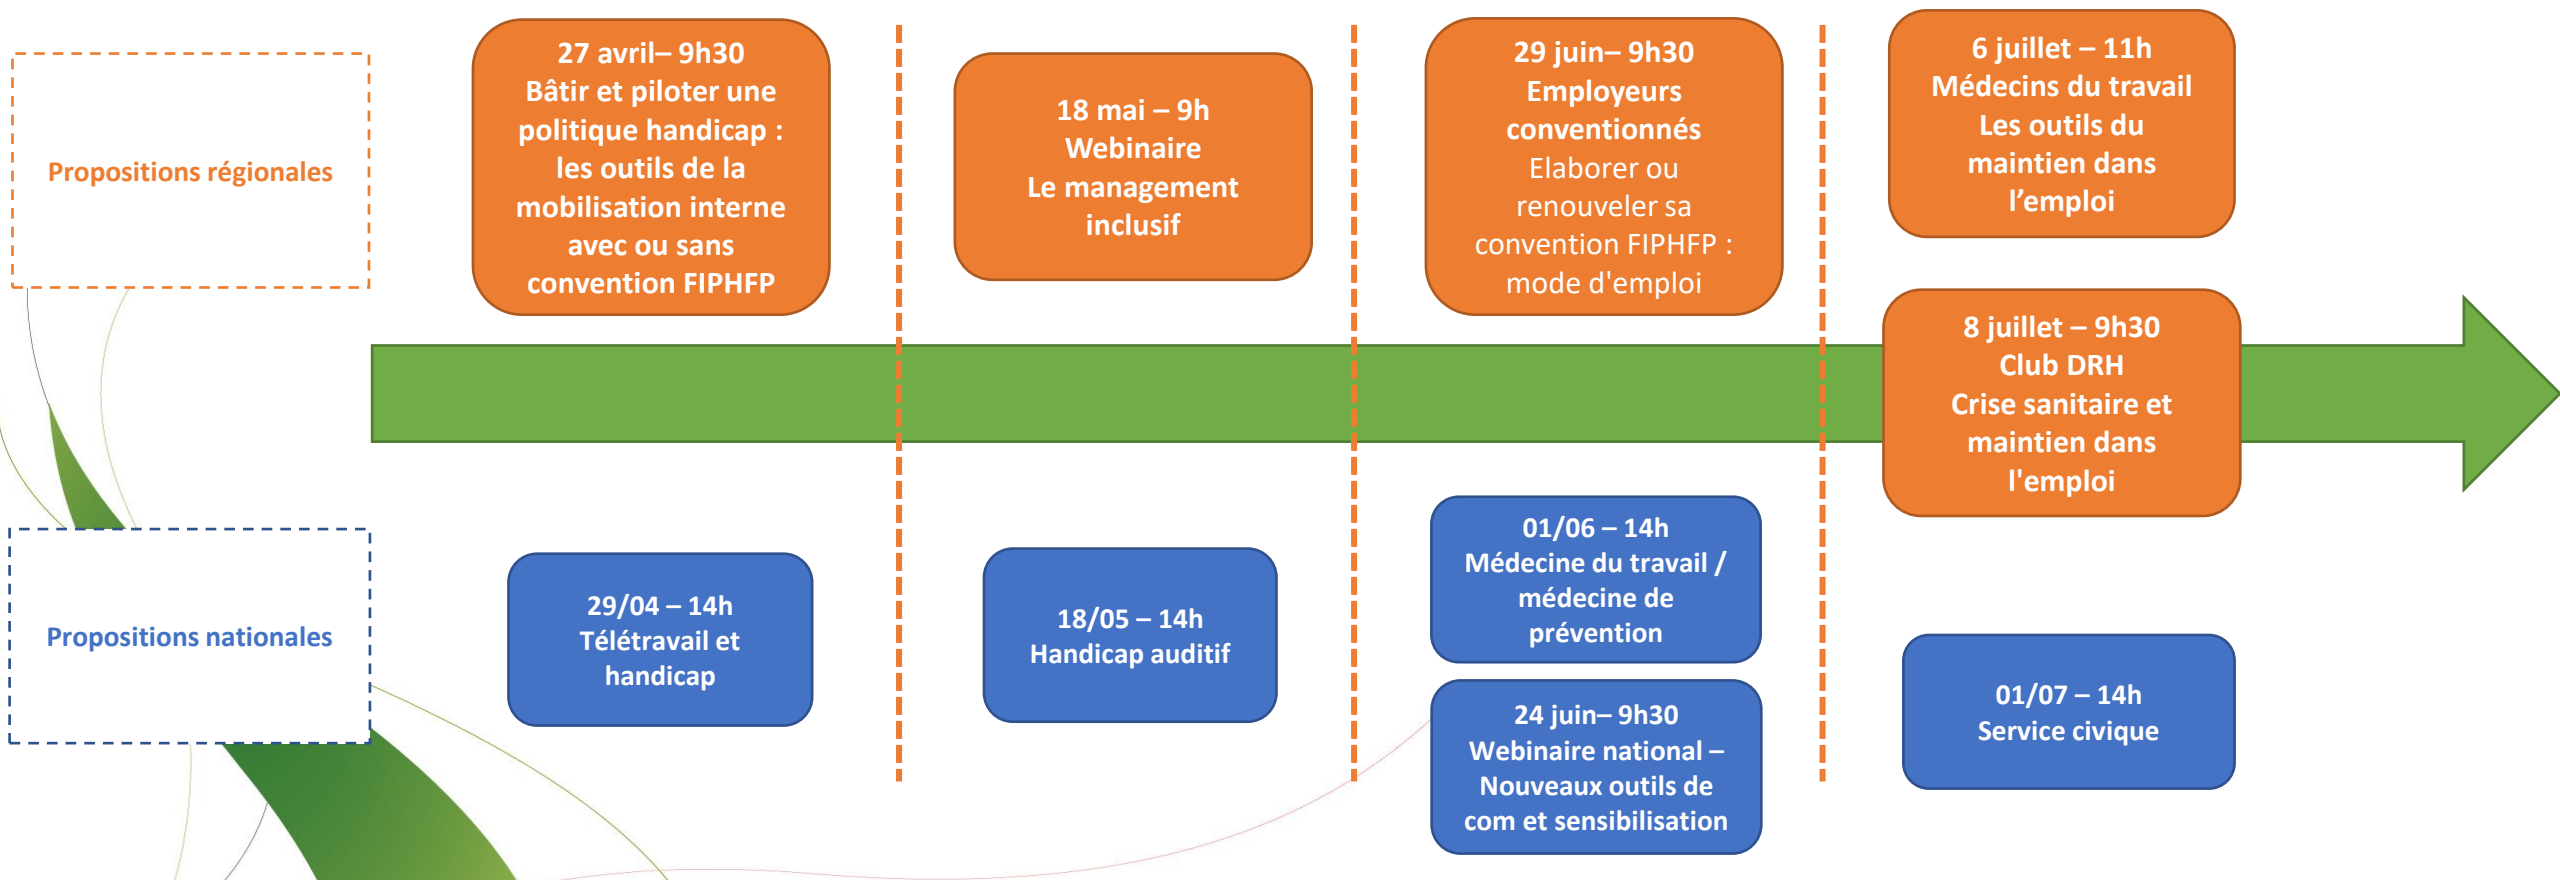 Propositions régionales
27 avril– 9h30
Bâtir et piloter une
politique handicap :
les outils de la
mobilisation interne
avec ou sans
convention FIPHFP
18 mai – 9h
Webinaire
Le management
inclusif
29 juin– 9h30
Employeurs
conventionnés
Elaborer ou
renouveler sa
convention FIPHFP :
mode d'emploi
6 juillet – 11h
Médecins du travail
Les outils du
maintien dans
l’emploi
8 juillet – 9h30
Club DRH
Crise sanitaire et
maintien dans
l'emploi
Propositions nationales
29/04 – 14h
Télétravail et
handicap
18/05 – 14h
Handicap auditif
01/06 – 14h
Médecine du travail /
médecine de
prévention
24 juin– 9h30
Webinaire national –
Nouveaux outils de
com et sensibilisation
01/07 – 14h
Service civique